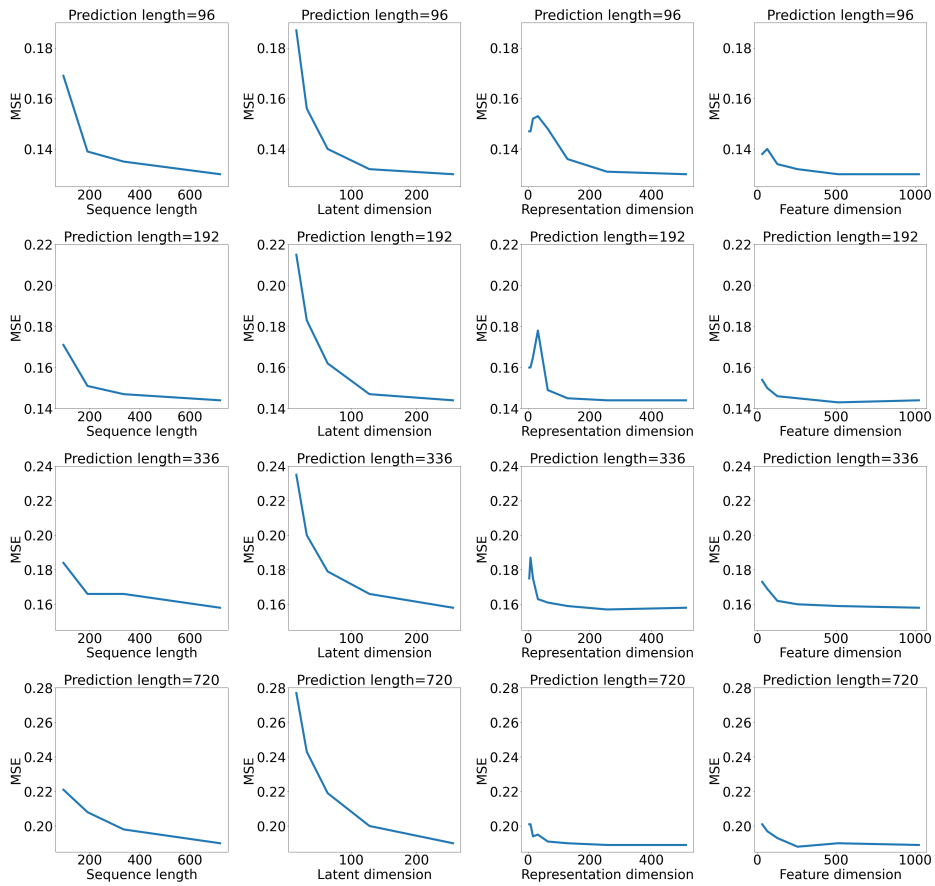 Prediction length=96
MSE
0.18
0.16
0.14
200 400 600
Sequence length
Prediction length=96
MSE
0.18
0.16
0.14
100 200
Latent dimension
Prediction length=96
MSE
0.18
0.16
0.14
0 200 400
Representation dimension
Prediction length=96
MSE
0.18
0.16
0.14
0 500 1000
Feature dimension
Prediction length=192
MSE
0.22
0.20
0.18
0.16
0.14
200 400 600
Sequence length
Prediction length=192
MSE
0.22
0.20
0.18
0.16
0.14
100 200
Latent dimension
Prediction length=192
MSE
0.22
0.20
0.18
0.16
0.14
0 200 400
Representation dimension
Prediction length=192
MSE
0.22
0.20
0.18
0.16
0.14
0 500 1000
Feature dimension
Prediction length=336
MSE
0.24
0.22
0.20
0.18
0.16
200 400 600
Sequence length
Prediction length=336
MSE
0.24
0.22
0.20
0.18
0.16
100 200
Latent dimension
Prediction length=336
MSE
0.24
0.22
0.20
0.18
0.16
0 200 400
Representation dimension
Prediction length=336
MSE
0.24
0.22
0.20
0.18
0.16
0 500 1000
Feature dimension
Prediction length=720
MSE
0.28
0.26
0.24
0.22
0.20
200 400 600
Sequence length
Prediction length=720
MSE
0.28
0.26
0.24
0.22
0.20
100 200
Latent dimension
Prediction length=720
MSE
0.28
0.26
0.24
0.22
0.20
0 200 400
Representation dimension
Prediction length=720
MSE
0.28
0.26
0.24
0.22
0.20
0 500 1000
Feature dimension